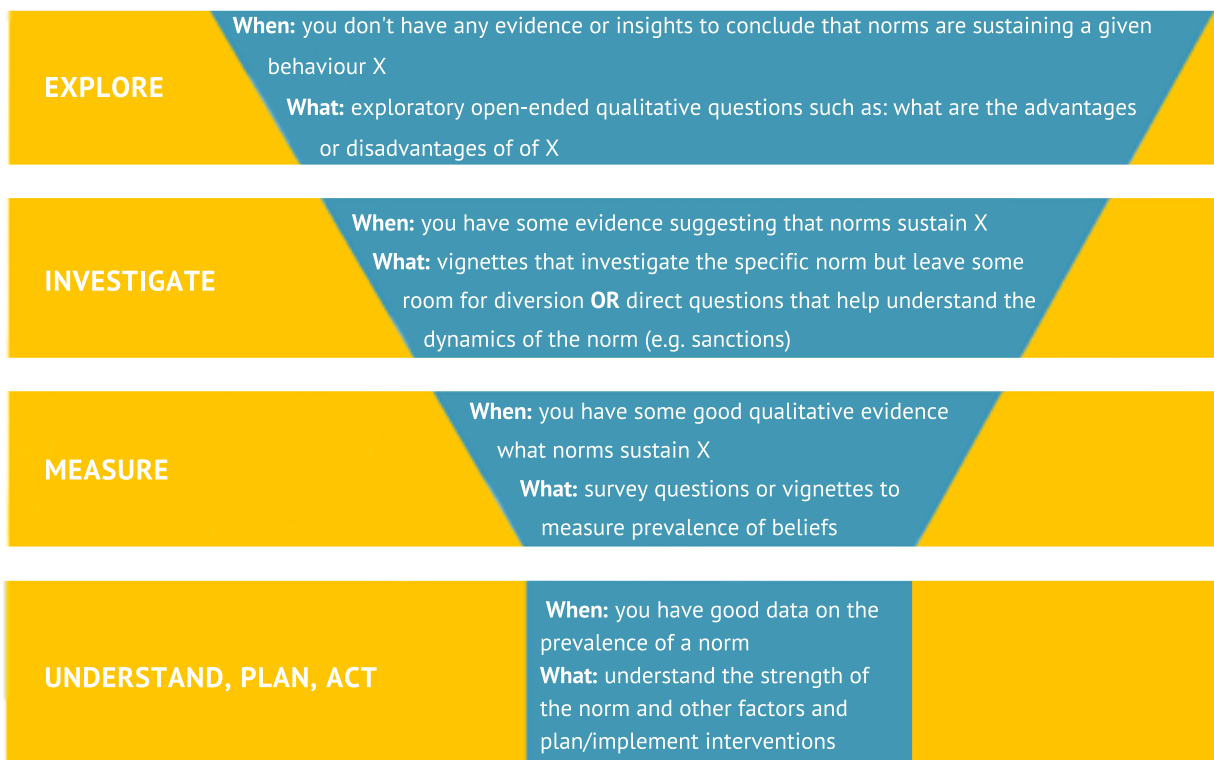 When: you don't have any evidence or insights to conclude that norms are sustaining a given
behaviour X
EXPLORE
What: exploratory open-ended qualitative questions such as: what are the advantages
or disadvantages of of X
When: you have some evidence suggesting that norms sustain X
INVESTIGATE
What: vignettes that investigate the specific norm but leave some
room for diversion OR direct questions that help understand the
dynamics of the norm (e.g. sanctions)
When: you have some good qualitative evidence
what norms sustain X
MEASURE
What: survey questions or vignettes to
measure prevalence of beliefs
When: you have good data on the
prevalence of a norm
UNDERSTAND, PLAN, ACT
What: understand the strength of
the norm and other factors and
plan/implement interventions